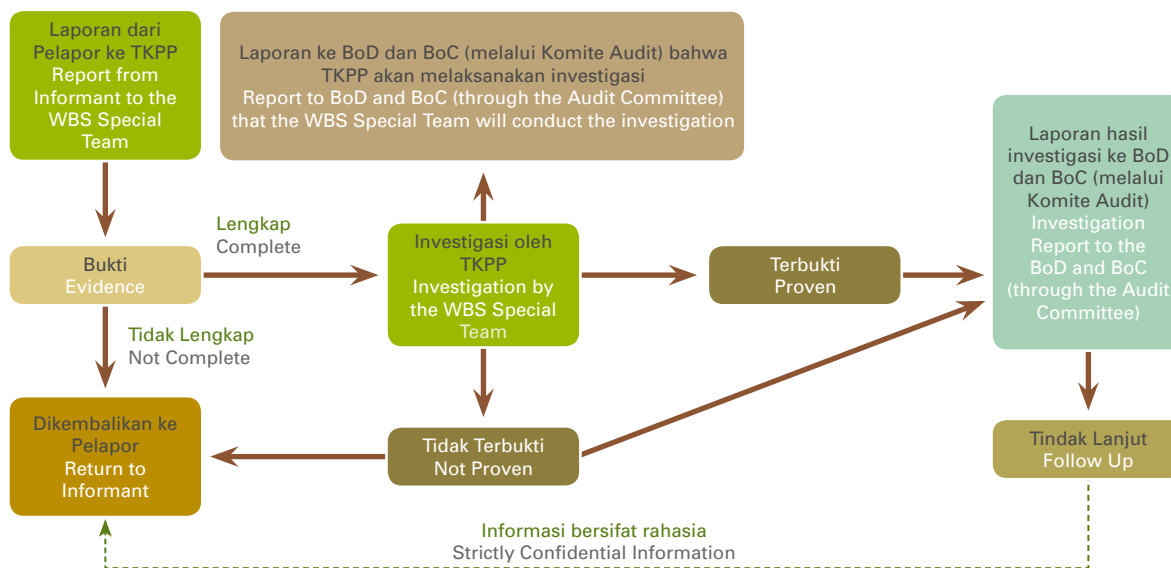 Laporan dari
Pelapor ke TKPP
Report from
Informant to the
WBS Special
Team
Laporan ke BoD dan BoC (melalui Komite Audit) bahwa
TKPP akan melaksanakan investigasi
Report to BoD and BoC (through the Audit Committee)
that the WBS Special Team will conduct the investigation
Laporan hasil
investigasi ke BoD
dan BoC (melalui
Komite Audit)
Investigation
Report to the
BoD and BoC
(through the Audit
Committee)
Bukti
Evidence
Lengkap
Complete
Investigasi oleh
TKPP
Investigation by
the WBS Special
Team
Terbukti
Proven
Tidak Lengkap
Not Complete
Dikembalikan ke
Pelapor
Return to
Informant
Tidak Terbukti
Not Proven
Tindak Lanjut
Follow Up
Informasi bersifat rahasia
Strictly Confidential Information